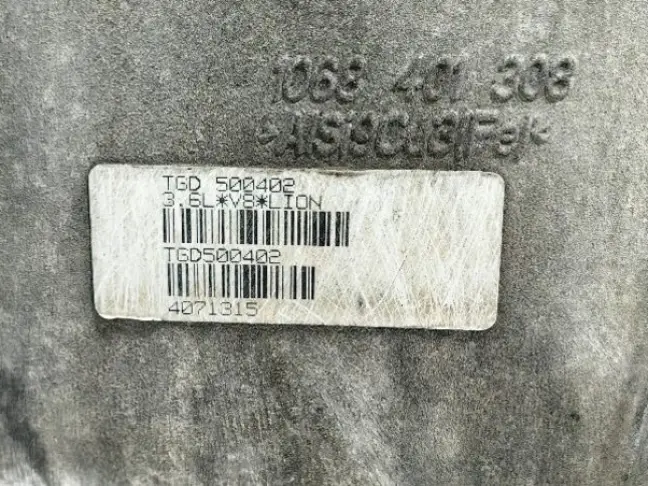 1068 401 308
>AlSi9Cu3(Fe)<
TGD 500402
3.6L*V8*LION
TGD500402
4071315